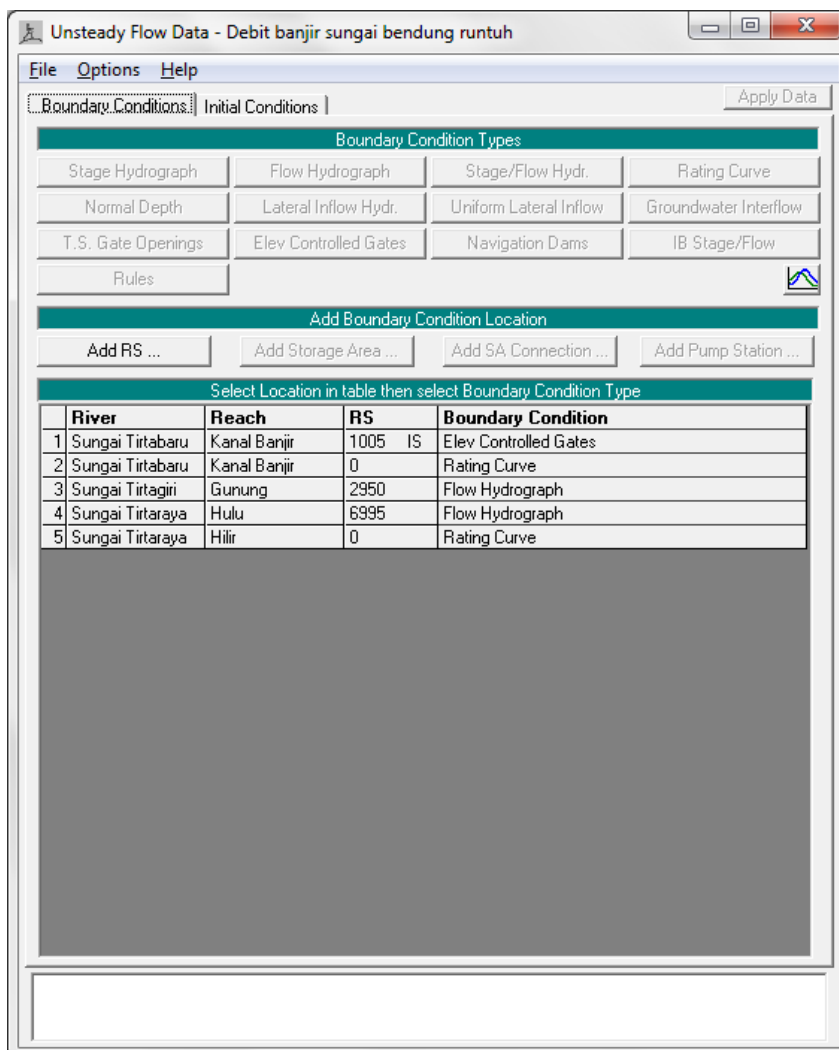 Unsteady Flow Data - Debit banjir sungai bendung runtuh
File Options Help
Boundary Conditions Initial Conditions Apply Data
Boundary Condition Types
Stage Hydrograph Flow Hydrograph Stage/Flow Hydr. Rating Curve
Normal Depth Lateral Inflow Hydr. Uniform Lateral Inflow Groundwater Interflow
T.S. Gate Openings Elev Controlled Gates Navigation Dams IB Stage/Flow
Rules
Add Boundary Condition Location
Add RS ... Add Storage Area ... Add SA Connection ... Add Pump Station ...
Select Location in table then select Boundary Condition Type
River Reach RS Boundary Condition
1 Sungai Tirtabaru Kanal Banjir 1005 IS Elev Controlled Gates
2 Sungai Tirtabaru Kanal Banjir 0 Rating Curve
3 Sungai Tirtagiri Gunung 2950 Flow Hydrograph
4 Sungai Tirtaraya Hulu 6995 Flow Hydrograph
5 Sungai Tirtaraya Hilir 0 Rating Curve